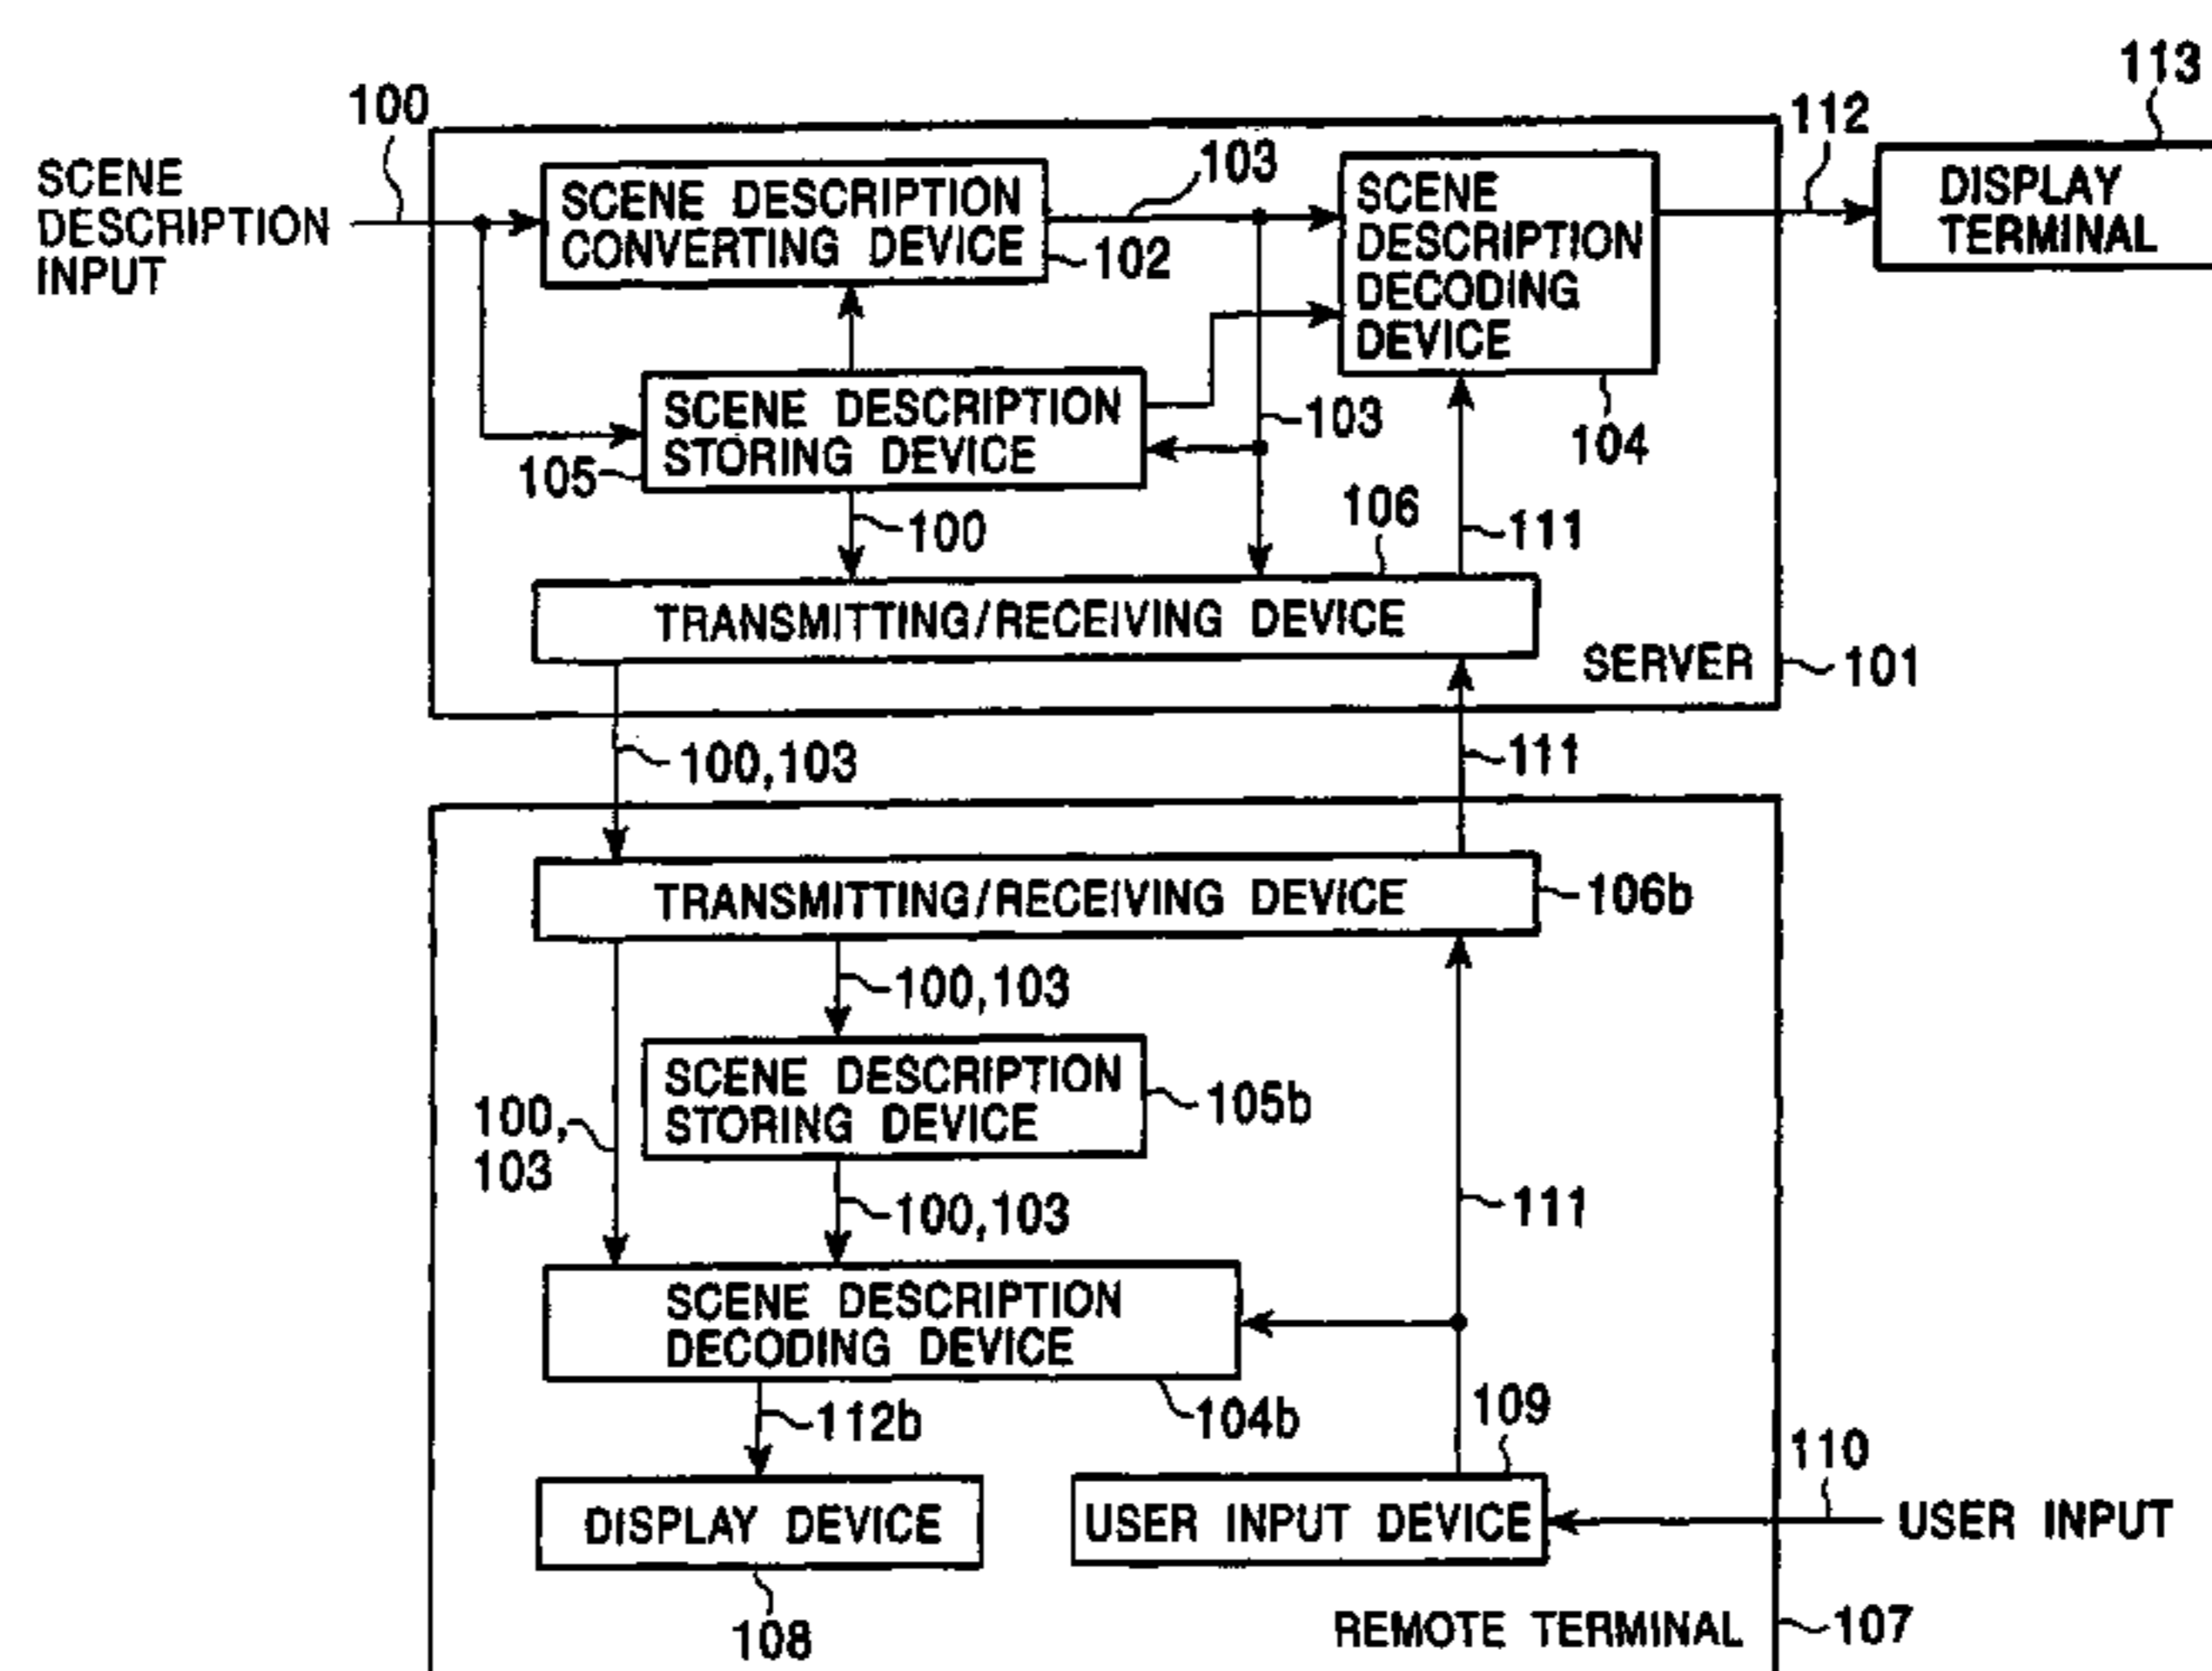 113
100
112
SCENE
DESCRIPTION
INPUT
SCENE DESCRIPTION
CONVERTING DEVICE
103
102
SCENE
DESCRIPTION
DECODING
DEVICE
DISPLAY
TERMINAL
SCENE DESCRIPTION
STORING DEVICE
105
103
104
100
106
111
TRANSMITTING/RECEIVING DEVICE
SERVER
101
100,103
111
TRANSMITTING/RECEIVING DEVICE
106b
100,103
SCENE DESCRIPTION
STORING DEVICE
105b
100,
103
100,103
111
SCENE DESCRIPTION
DECODING DEVICE
112b
104b
109
110
DISPLAY DEVICE
USER INPUT DEVICE
USER INPUT
108
REMOTE TERMINAL
107